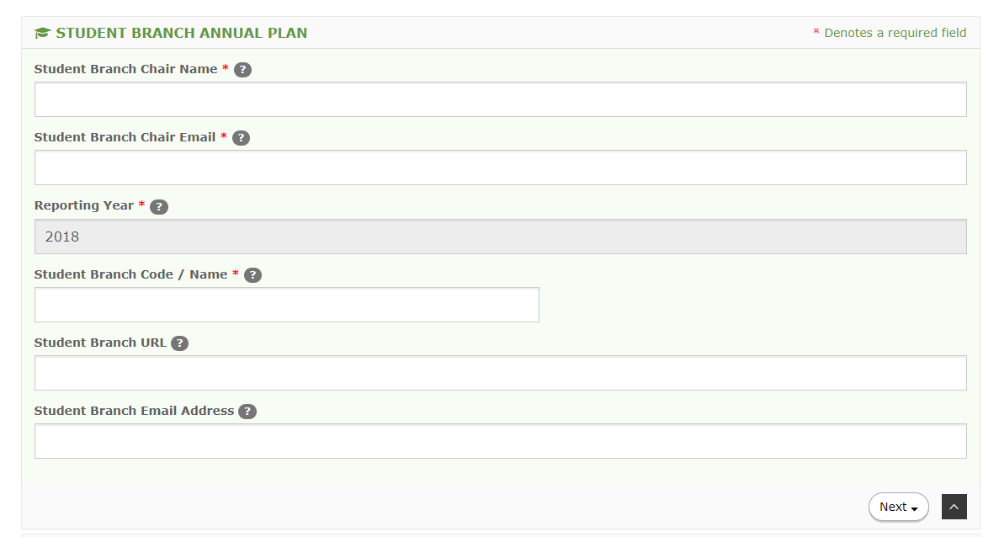 STUDENT BRANCH ANNUAL PLAN
* Denotes a required field
Student Branch Chair Name * ?
Student Branch Chair Email * ?
Reporting Year * ?
2018
Student Branch Code / Name * ?
Student Branch URL ?
Student Branch Email Address ?
Next